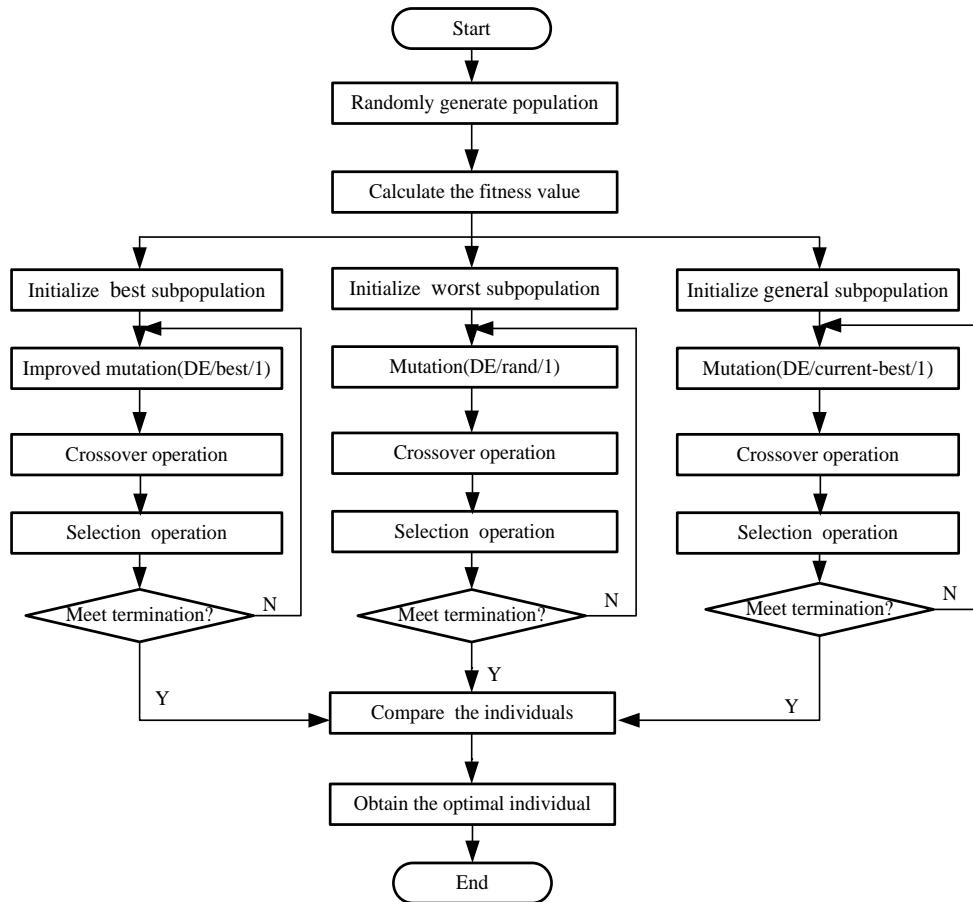 Start
Randomly generate population
Calculate the fitness value
Initialize best subpopulation
Initialize worst subpopulation
Initialize general subpopulation
Improved mutation(DE/best/1)
Mutation(DE/rand/1)
Mutation(DE/current-best/1)
Crossover operation
Crossover operation
Crossover operation
Selection operation
Selection operation
Selection operation
Meet termination?
N
Meet termination?
N
Meet termination?
N
Y
Y
Y
Compare the individuals
Obtain the optimal individual
End